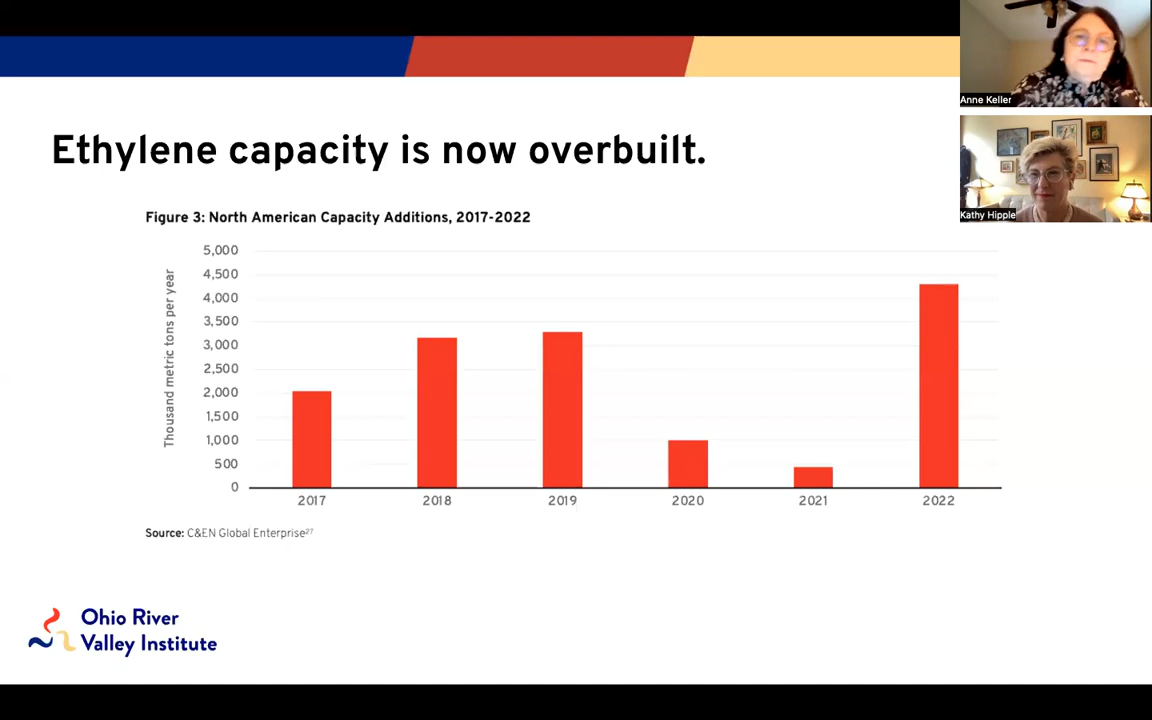 Anne Keller
Kathy Hipple
Ethylene capacity is now overbuilt.
Figure 3: North American Capacity Additions, 2017-2022
Thousand metric tons per year
5,000
4,500
4,000
3,500
3,000
2,500
2,000
1,500
1,000
500
0
2017 2018 2019 2020 2021 2022
Source: C&EN Global Enterprise²⁷
Ohio River
Valley Institute